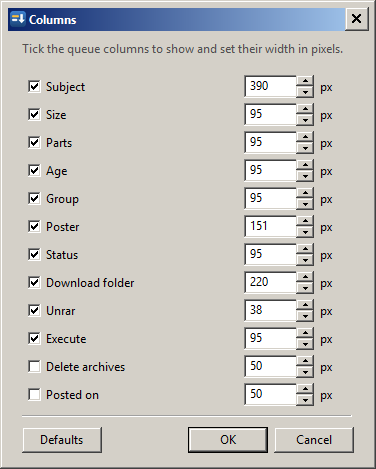 Columns
Tick the queue columns to show and set their width in pixels.
Subject 390 px
Size 95 px
Parts 95 px
Age 95 px
Group 95 px
Poster 151 px
Status 95 px
Download folder 220 px
Unrar 38 px
Execute 95 px
Delete archives 50 px
Posted on 50 px
Defaults OK Cancel